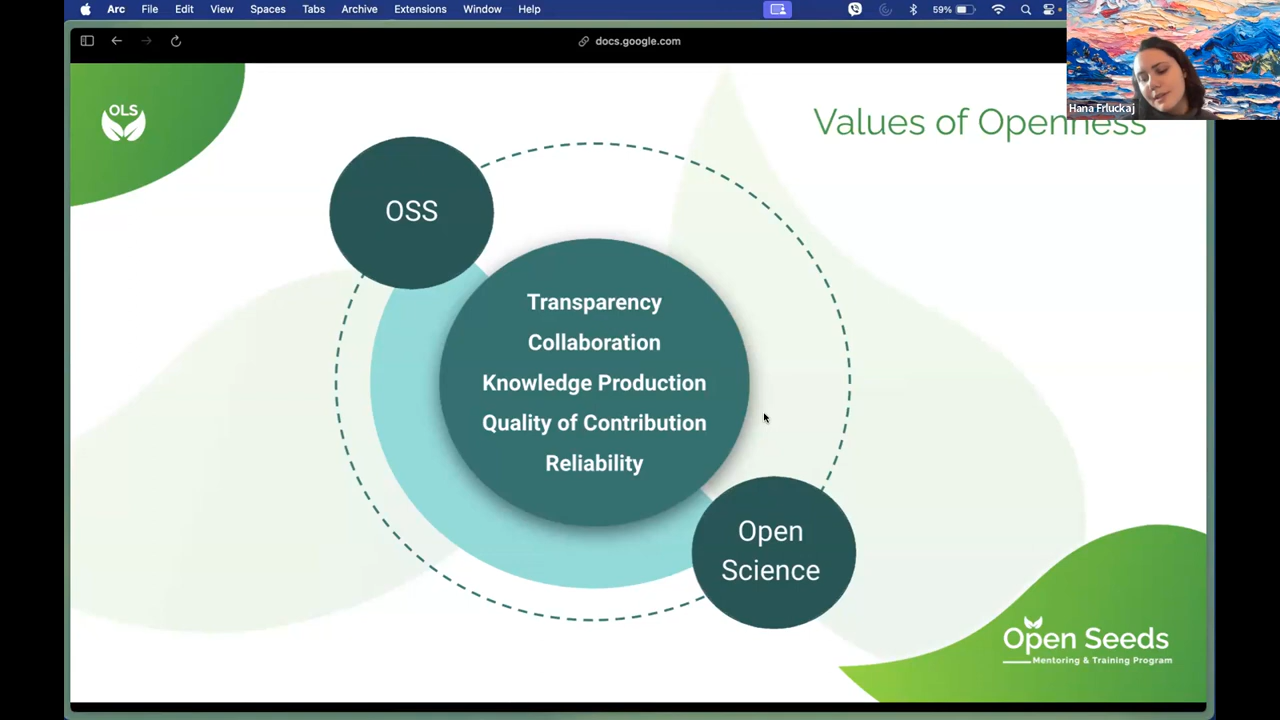 Arc File Edit View Spaces Tabs Archive Extensions Window Help 59%
docs.google.com
Hana Frluckaj
OLS
Values of Openness
OSS
Transparency
Collaboration
Knowledge Production
Quality of Contribution
Reliability
Open
Science
Open Seeds
Mentoring & Training Program